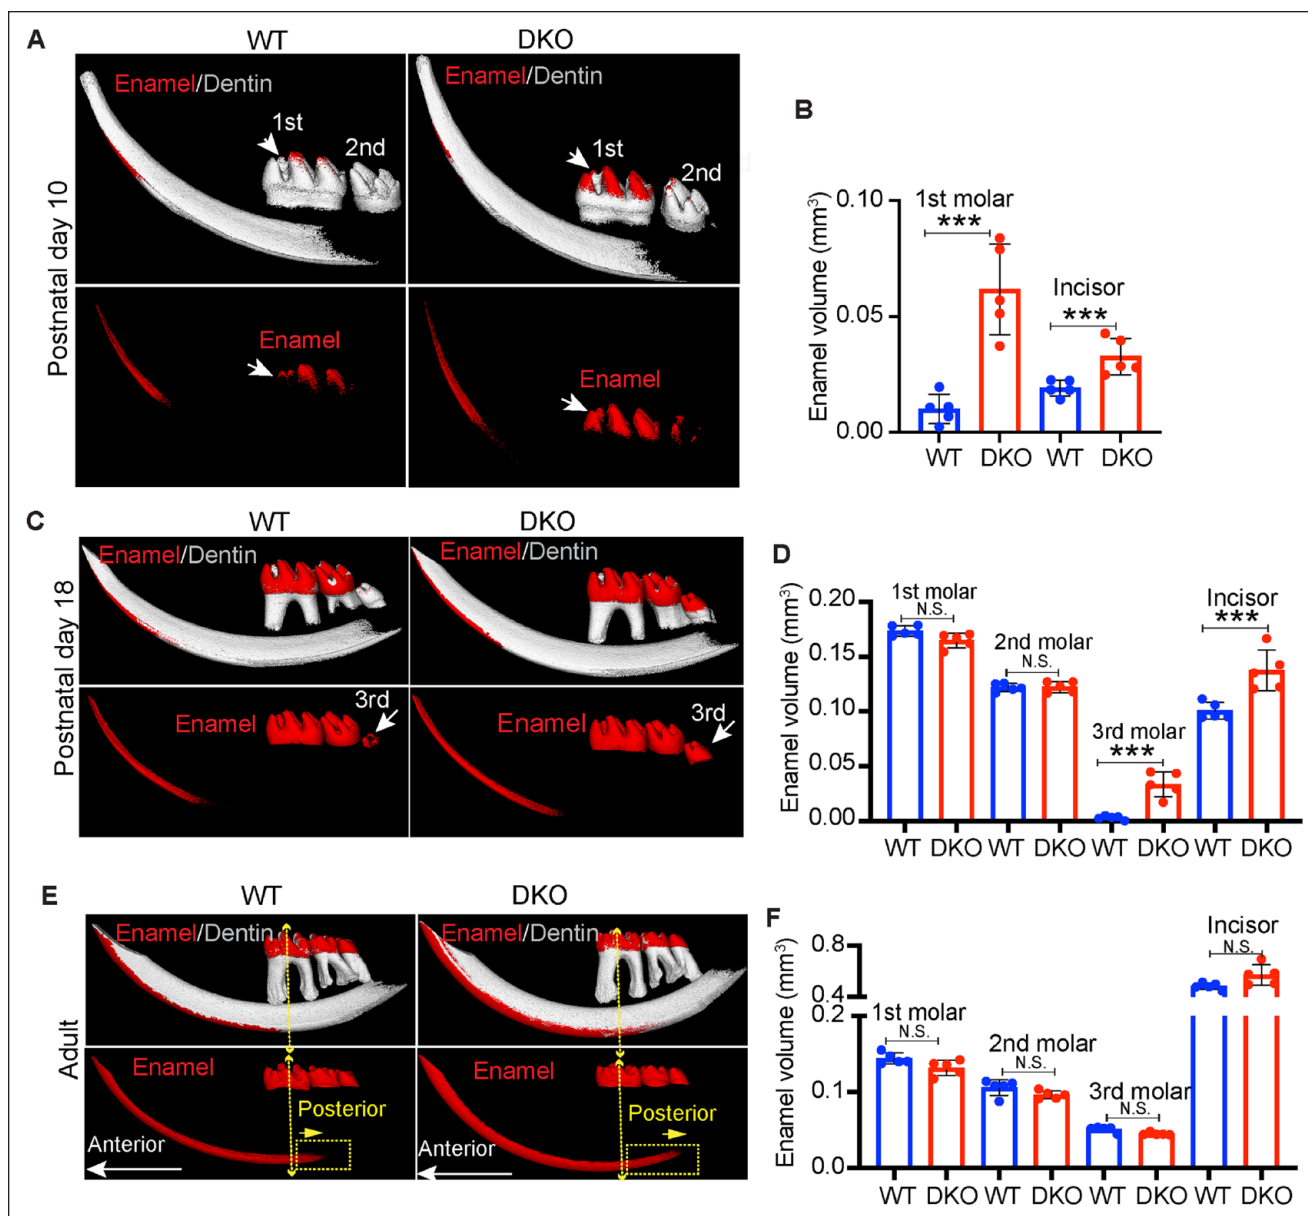 A
WT
DKO
Postnatal day 10
Enamel/Dentin
1st
2nd
Enamel/Dentin
1st
2nd
Enamel
Enamel
B
Enamel volume (mm³)
0.10
0.05
0.00
1st molar
***
Incisor
***
WT
DKO
WT
DKO
C
WT
DKO
Postnatal day 18
Enamel/Dentin
Enamel/Dentin
Enamel
3rd
Enamel
3rd
D
Enamel volume (mm³)
0.20
0.15
0.10
0.05
0.00
1st molar
N.S.
2nd molar
N.S.
3rd molar
***
Incisor
***
WT
DKO
WT
DKO
WT
DKO
WT
DKO
E
WT
DKO
Adult
Enamel/Dentin
Enamel/Dentin
Enamel
Posterior
Anterior
Enamel
Posterior
Anterior
F
Enamel volume (mm³)
0.8
0.4
0.2
0.1
0.0
1st molar
N.S.
2nd molar
N.S.
3rd molar
N.S.
Incisor
N.S.
WT
DKO
WT
DKO
WT
DKO
WT
DKO